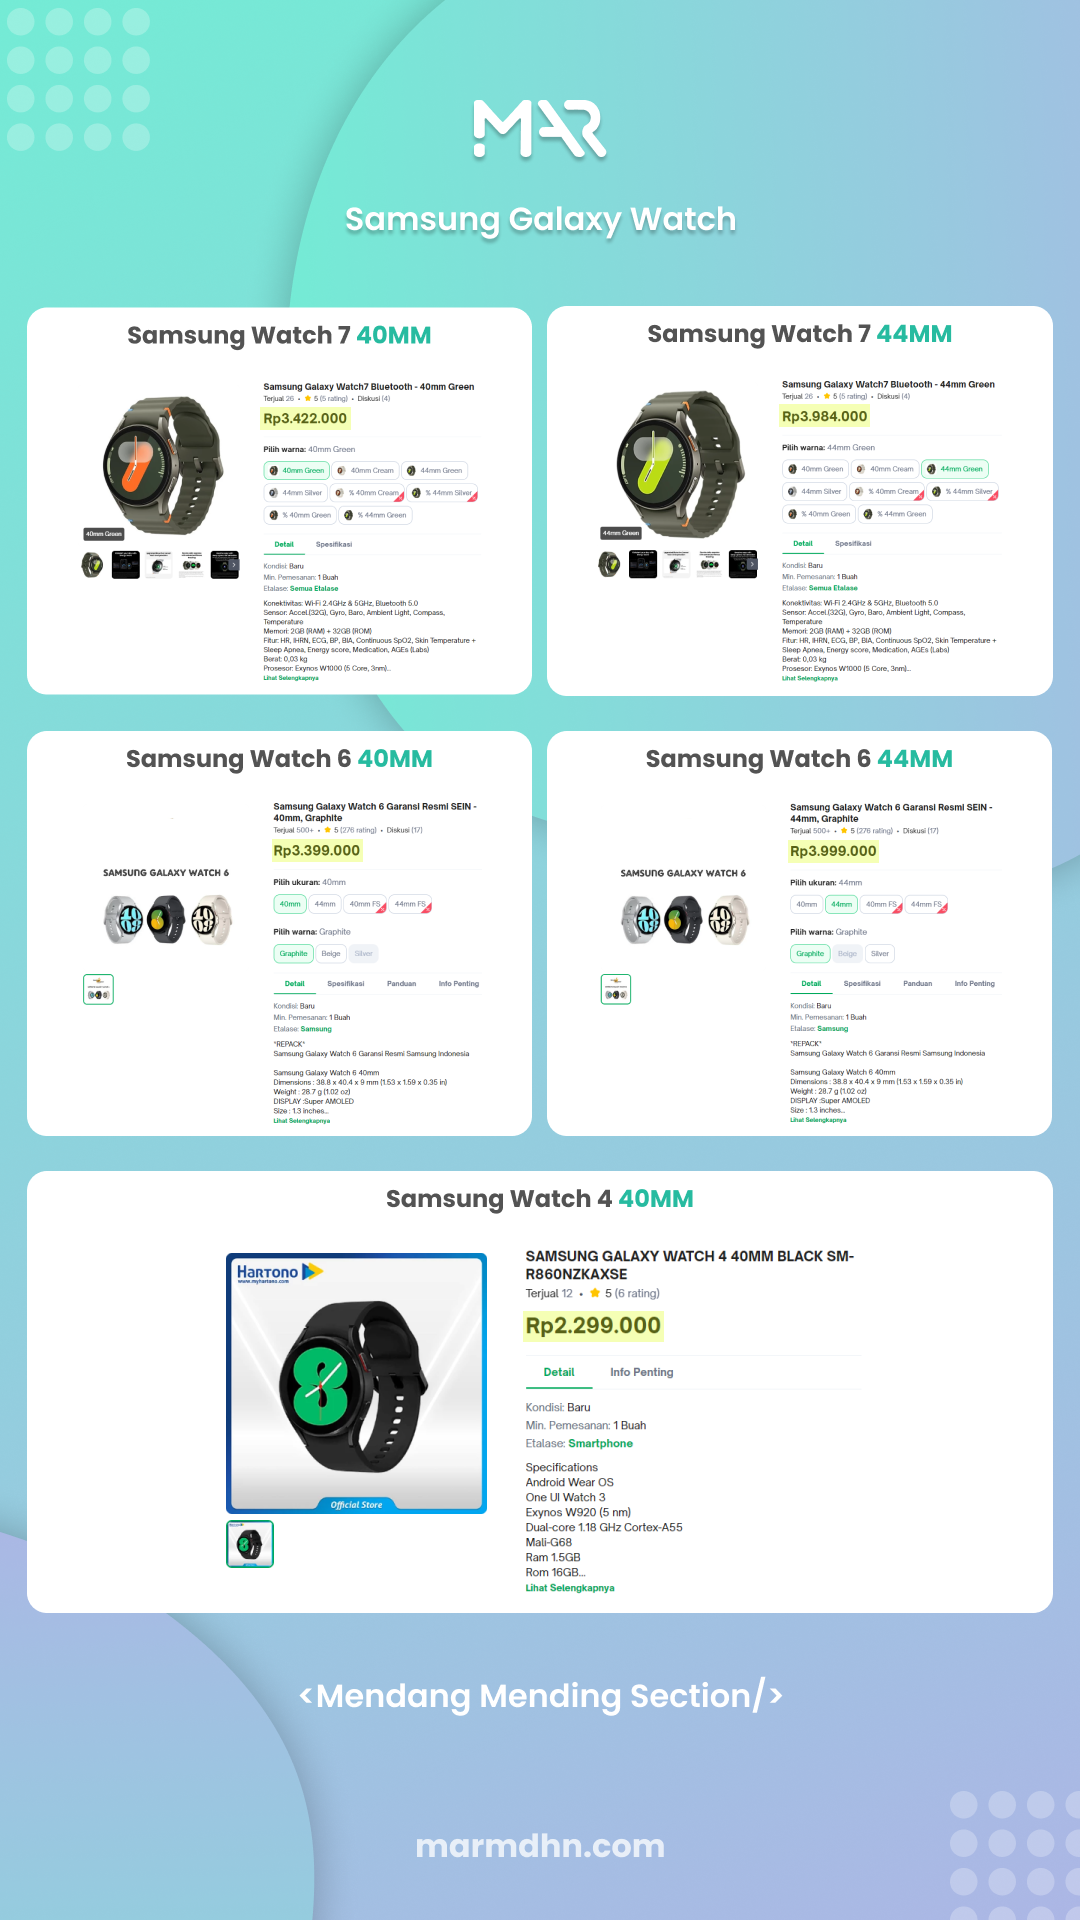 MAR
Samsung Galaxy Watch
Samsung Watch 7 40MM
Samsung Galaxy Watch7 Bluetooth - 40mm Green
Terjual 26 • 5 (5 rating) • Diskusi (4)
Rp3.422.000
Pilih warna: 40mm Green
40mm Green 40mm Cream 44mm Green
44mm Silver % 40mm Cream % 44mm Silver
% 40mm Green % 44mm Green
40mm Green
Detail Spesifikasi
Kondisi: Baru
Min. Pemesanan: 1 Buah
Etalase: Semua Etalase
Konektivitas: Wi-Fi 2.4GHz & 5GHz, Bluetooth 5.0
Sensor: Accel.(32G), Gyro, Baro, Ambient Light, Compass,
Temperature
Memori: 2GB (RAM) + 32GB (ROM)
Fitur: HR, IHRN, ECG, BP, BIA, Continuous SpO2, Skin Temperature +
Sleep Apnea, Energy score, Medication, AGEs (Labs)
Berat: 0,03 kg
Prosesor: Exynos W1000 (5 Core, 3nm)...
Lihat Selengkapnya
Samsung Watch 7 44MM
Samsung Galaxy Watch7 Bluetooth - 44mm Green
Terjual 26 • 5 (5 rating) • Diskusi (4)
Rp3.984.000
Pilih warna: 44mm Green
40mm Green 40mm Cream 44mm Green
44mm Silver % 40mm Cream % 44mm Silver
% 40mm Green % 44mm Green
44mm Green
Detail Spesifikasi
Kondisi: Baru
Min. Pemesanan: 1 Buah
Etalase: Semua Etalase
Konektivitas: Wi-Fi 2.4GHz & 5GHz, Bluetooth 5.0
Sensor: Accel.(32G), Gyro, Baro, Ambient Light, Compass,
Temperature
Memori: 2GB (RAM) + 32GB (ROM)
Fitur: HR, IHRN, ECG, BP, BIA, Continuous SpO2, Skin Temperature +
Sleep Apnea, Energy score, Medication, AGEs (Labs)
Berat: 0,03 kg
Prosesor: Exynos W1000 (5 Core, 3nm)...
Lihat Selengkapnya
Samsung Watch 6 40MM
SAMSUNG GALAXY WATCH 6
Samsung Galaxy Watch 6 Garansi Resmi SEIN -
40mm, Graphite
Terjual 500+ • 5 (276 rating) • Diskusi (17)
Rp3.399.000
Pilih ukuran: 40mm
40mm 44mm 40mm FS 44mm FS
Pilih warna: Graphite
Graphite Beige Silver
Detail Spesifikasi Panduan Info Penting
Kondisi: Baru
Min. Pemesanan: 1 Buah
Etalase: Samsung
*REPACK*
Samsung Galaxy Watch 6 Garansi Resmi Samsung Indonesia
Samsung Galaxy Watch 6 40mm
Dimensions : 38.8 x 40.4 x 9 mm (1.53 x 1.59 x 0.35 in)
Weight : 28.7 g (1.02 oz)
DISPLAY :Super AMOLED
Size : 1.3 inches...
Lihat Selengkapnya
Samsung Watch 6 44MM
SAMSUNG GALAXY WATCH 6
Samsung Galaxy Watch 6 Garansi Resmi SEIN -
44mm, Graphite
Terjual 500+ • 5 (276 rating) • Diskusi (17)
Rp3.999.000
Pilih ukuran: 44mm
40mm 44mm 40mm FS 44mm FS
Pilih warna: Graphite
Graphite Beige Silver
Detail Spesifikasi Panduan Info Penting
Kondisi: Baru
Min. Pemesanan: 1 Buah
Etalase: Samsung
*REPACK*
Samsung Galaxy Watch 6 Garansi Resmi Samsung Indonesia
Samsung Galaxy Watch 6 40mm
Dimensions : 38.8 x 40.4 x 9 mm (1.53 x 1.59 x 0.35 in)
Weight : 28.7 g (1.02 oz)
DISPLAY :Super AMOLED
Size : 1.3 inches...
Lihat Selengkapnya
Samsung Watch 4 40MM
HARTONO
www.myhartono.com
Official Store
SAMSUNG GALAXY WATCH 4 40MM BLACK SM-
R860NZKAXSE
Terjual 12 • 5 (6 rating)
Rp2.299.000
Detail Info Penting
Kondisi: Baru
Min. Pemesanan: 1 Buah
Etalase: Smartphone
Specifications
Android Wear OS
One UI Watch 3
Exynos W920 (5 nm)
Dual-core 1.18 GHz Cortex-A55
Mali-G68
Ram 1.5GB
Rom 16GB...
Lihat Selengkapnya
<Mendang Mending Section/>
marmdhn.com